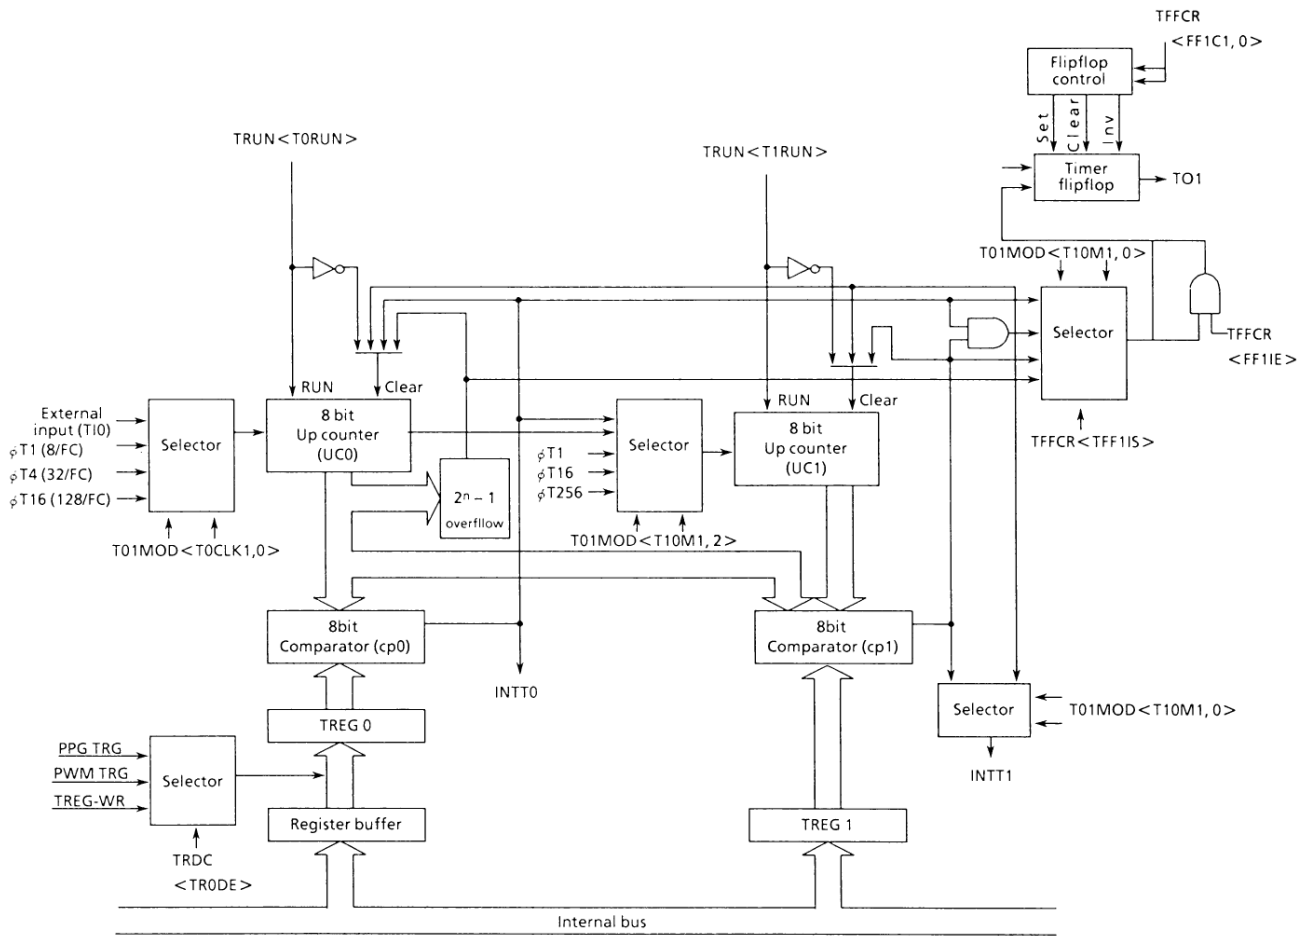 TFFCR
<FF1C1, 0>
Flipflop
control
Set
Clear
Inv
TRUN<T0RUN>
TRUN<T1RUN>
Timer
flipflop
TO1
T01MOD<T10M1, 0>
Selector
TFFCR
<FF1IE>
TFFCR<TFF1IS>
RUN
Clear
RUN
Clear
External
input (TI0)
ϕT1 (8/FC)
ϕT4 (32/FC)
ϕT16 (128/FC)
Selector
8 bit
Up counter
(UC0)
2ⁿ – 1
overfllow
ϕT1
ϕT16
ϕT256
Selector
8 bit
Up counter
(UC1)
T01MOD<T0CLK1,0>
T01MOD<T10M1, 2>
8bit
Comparator (cp0)
8bit
Comparator (cp1)
INTT0
Selector
T01MOD<T10M1, 0>
INTT1
TREG 0
PPG TRG
PWM TRG
TREG-WR
Selector
Register buffer
TREG 1
TRDC
<TR0DE>
Internal bus